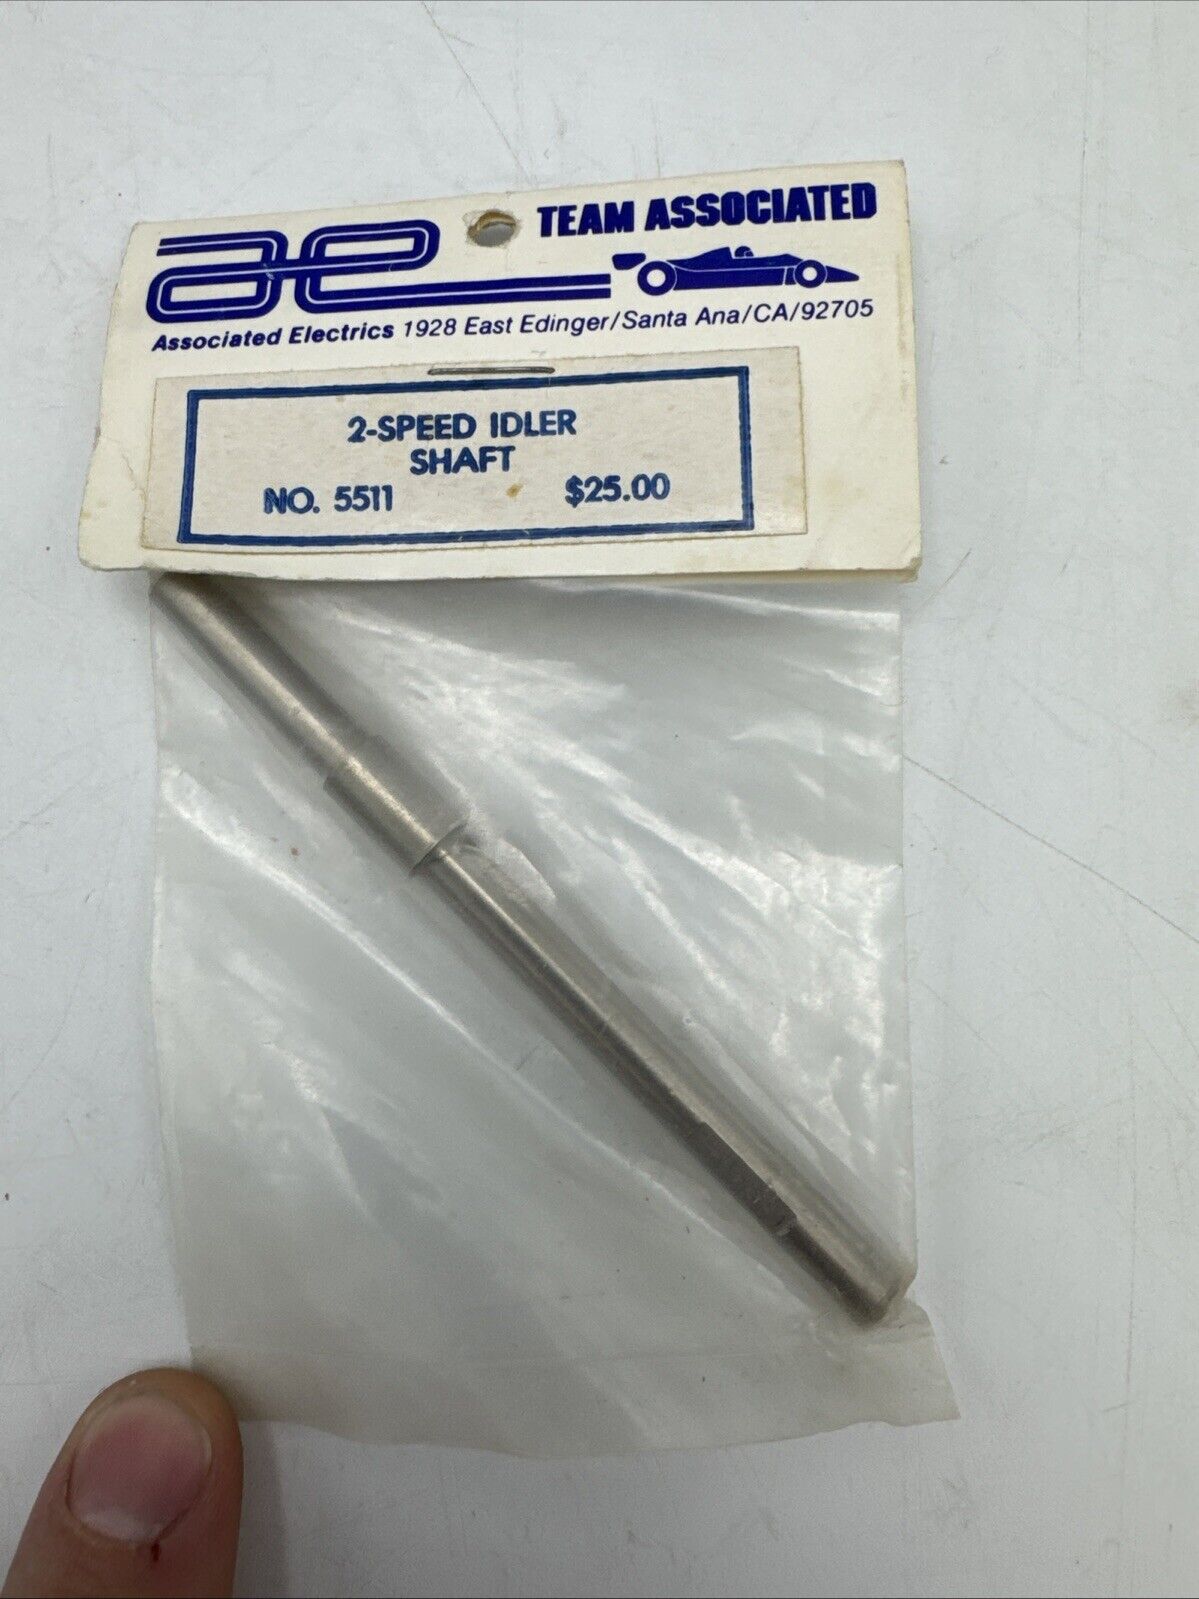 ae TEAM ASSOCIATED
Associated Electrics 1928 East Edinger/Santa Ana/CA/92705
2-SPEED IDLER
SHAFT
NO. 5511 $25.00